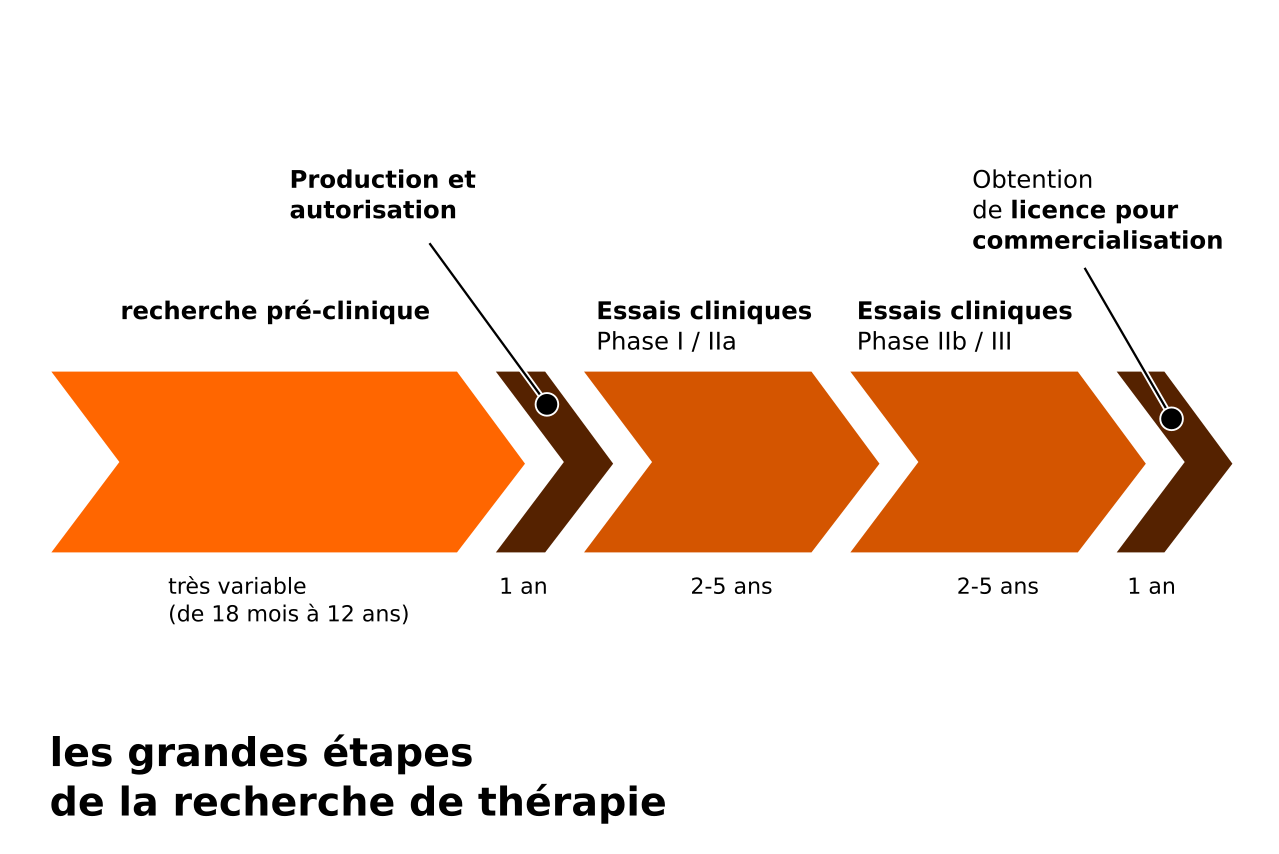 Production et
autorisation
Obtention
de licence pour
commercialisation
recherche pré-clinique
Essais cliniques
Phase I / IIa
Essais cliniques
Phase IIb / III
très variable
(de 18 mois à 12 ans)
1 an
2-5 ans
2-5 ans
1 an
les grandes étapes
de la recherche de thérapie